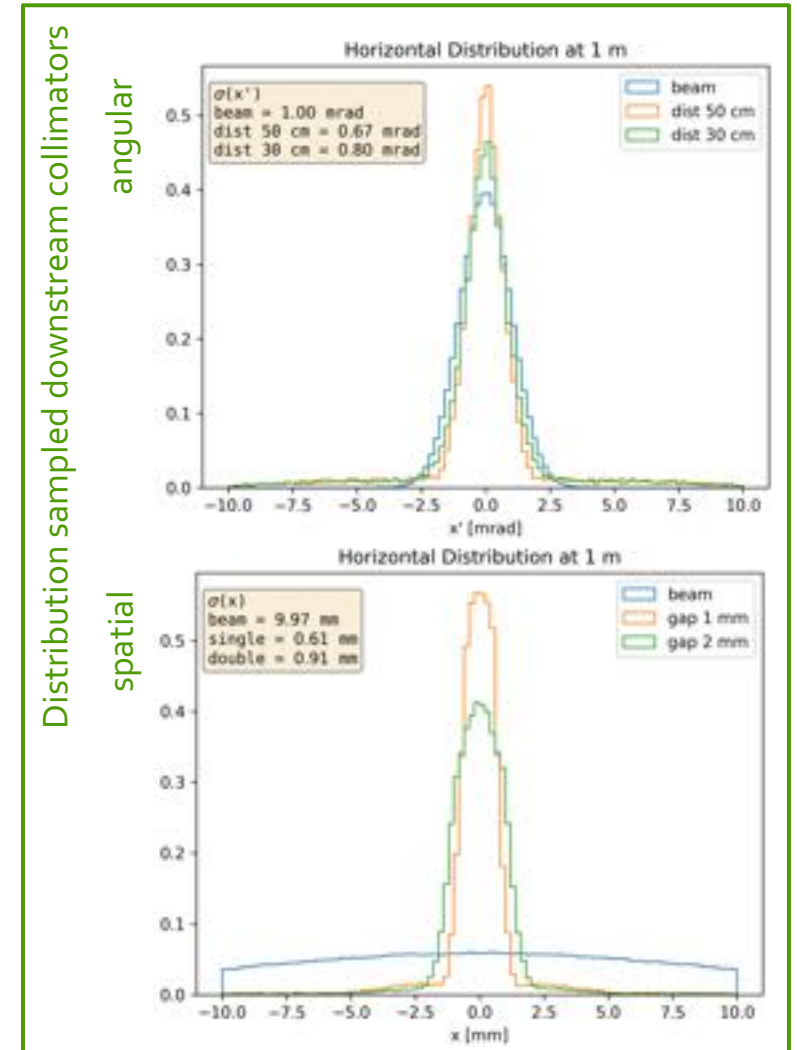 Distribution sampled downstream collimators
angular
Horizontal Distribution at 1 m
σ(x')
beam = 1.00 mrad
dist 50 cm = 0.67 mrad
dist 30 cm = 0.80 mrad
beam
dist 50 cm
dist 30 cm
0.5
0.4
0.3
0.2
0.1
0.0
−10.0 −7.5 −5.0 −2.5 0.0 2.5 5.0 7.5 10.0
x' [mrad]
spatial
Horizontal Distribution at 1 m
σ(x)
beam = 9.97 mm
single = 0.61 mm
double = 0.91 mm
beam
gap 1 mm
gap 2 mm
0.5
0.4
0.3
0.2
0.1
0.0
−10.0 −7.5 −5.0 −2.5 0.0 2.5 5.0 7.5 10.0
x [mm]